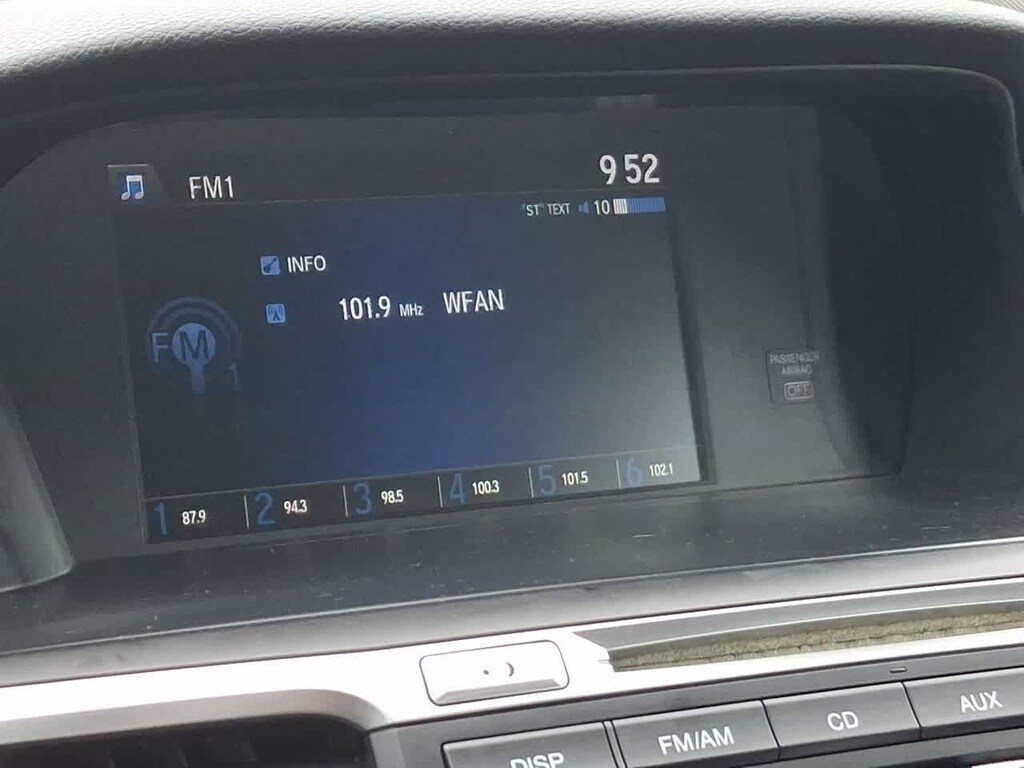 FM1
9 52
ST TEXT 10
INFO
101.9 MHz WFAN
FM 1
PASSENGER
AIRBAG
OFF
1 87.9 2 94.3 3 98.5 4 100.3 5 101.5 6 102.1
DISP FM/AM CD AUX